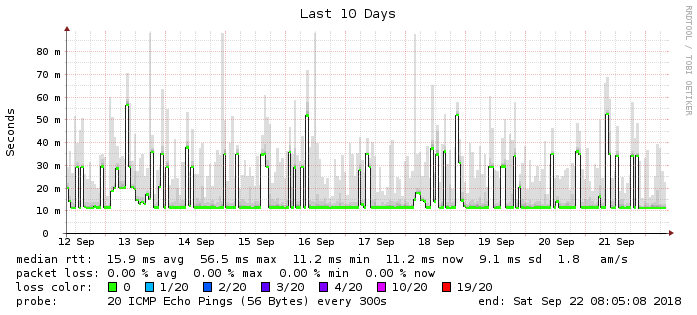 Last 10 Days
RRDTOOL / TOBI OETIKER
Seconds
80 m
70 m
60 m
50 m
40 m
30 m
20 m
10 m
0
12 Sep 13 Sep 14 Sep 15 Sep 16 Sep 17 Sep 18 Sep 19 Sep 20 Sep 21 Sep
median rtt: 15.9 ms avg 56.5 ms max 11.2 ms min 11.2 ms now 9.1 ms sd 1.8 am/s
packet loss: 0.00 % avg 0.00 % max 0.00 % min 0.00 % now
loss color: 0 1/20 2/20 3/20 4/20 10/20 19/20
probe: 20 ICMP Echo Pings (56 Bytes) every 300s end: Sat Sep 22 08:05:08 2018